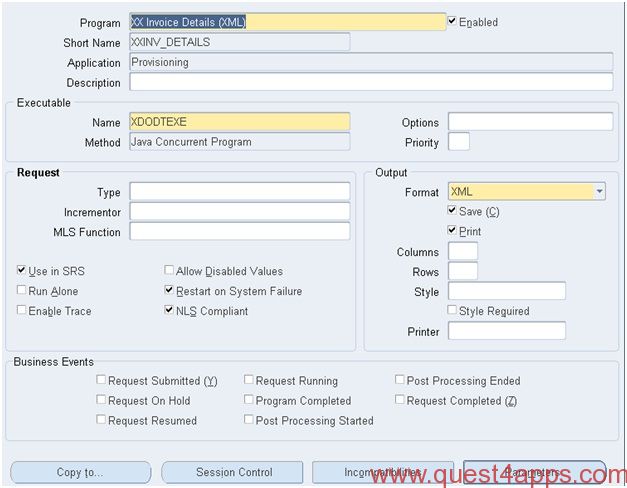 Program XX Invoice Details (XML) Enabled
Short Name XXINV_DETAILS
Application Provisioning
Description
Executable
Name XDODTEXE Options
Method Java Concurrent Program Priority
Request Output
Type Format XML
Incrementor Save (C)
MLS Function Print
Columns
Use in SRS Allow Disabled Values Rows
Run Alone Restart on System Failure Style
Enable Trace NLS Compliant Style Required
Printer
Business Events
Request Submitted (Y) Request Running Post Processing Ended
Request On Hold Program Completed Request Completed (Z)
Request Resumed Post Processing Started
Copy to... Session Control Incompatibilities Parameters
www.quest4apps.com